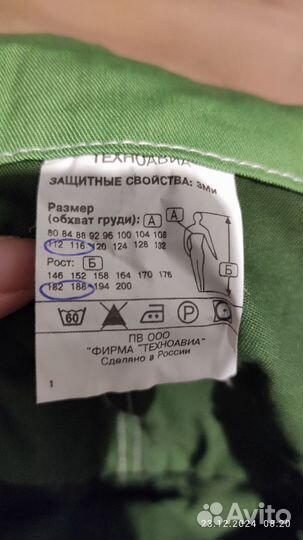 ТЕХНОАВИА
ЗАЩИТНЫЕ СВОЙСТВА: ЗМи
Размер
(обхват груди): А
80 84 88 92 96 100 104 108
112 116 120 124 128 132
Рост: Б
146 152 158 164 170 176
182 188 194 200
А
Б
60
P
ПВ ООО
"ФИРМА "ТЕХНОАВИА"
Сделано в России
1
23.12.2024 08:20
Avito